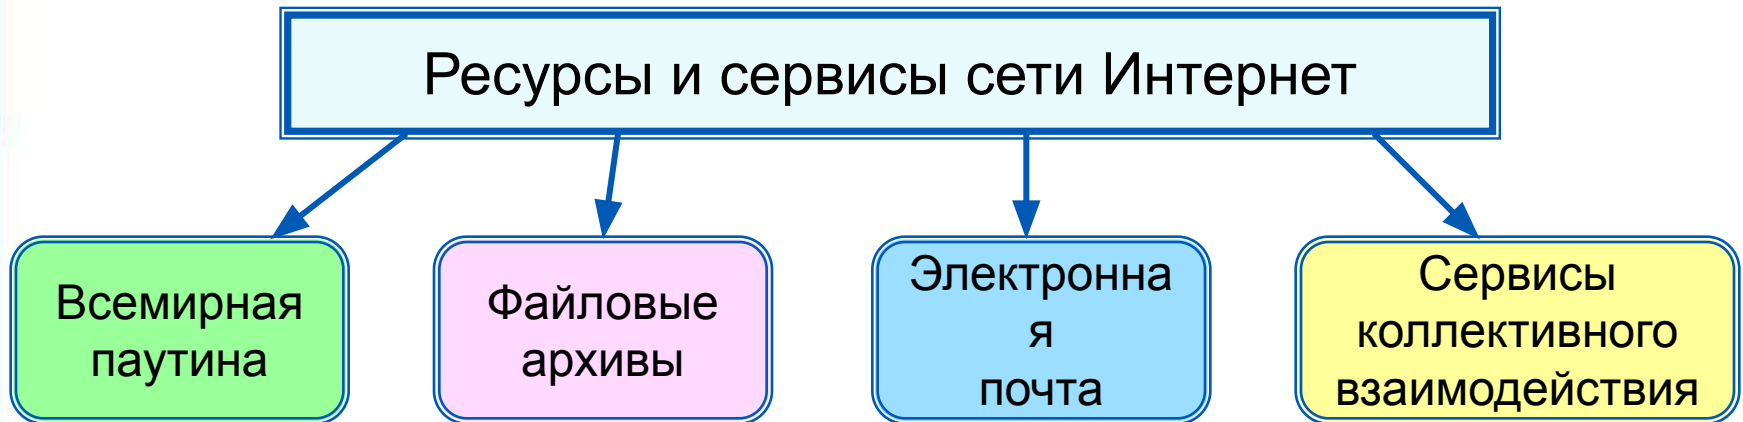 Ресурсы и сервисы сети Интернет
Всемирная
паутина
Файловые
архивы
Электронна
я
почта
Сервисы
коллективного
взаимодействия